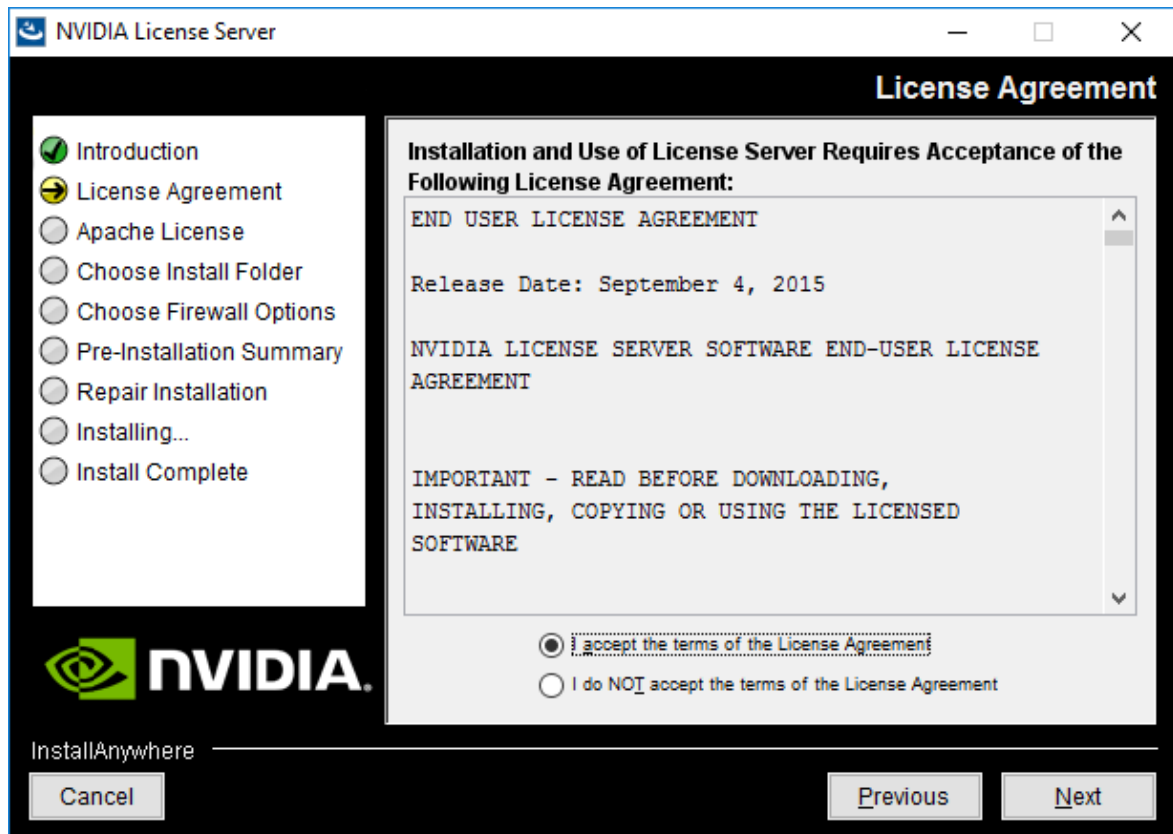 NVIDIA License Server
License Agreement
Introduction
License Agreement
Apache License
Choose Install Folder
Choose Firewall Options
Pre-Installation Summary
Repair Installation
Installing...
Install Complete
Installation and Use of License Server Requires Acceptance of the
Following License Agreement:
END USER LICENSE AGREEMENT
Release Date: September 4, 2015
NVIDIA LICENSE SERVER SOFTWARE END-USER LICENSE
AGREEMENT
IMPORTANT - READ BEFORE DOWNLOADING,
INSTALLING, COPYING OR USING THE LICENSED
SOFTWARE
I accept the terms of the License Agreement
I do NOT accept the terms of the License Agreement
NVIDIA.
InstallAnywhere
Cancel
Previous
Next